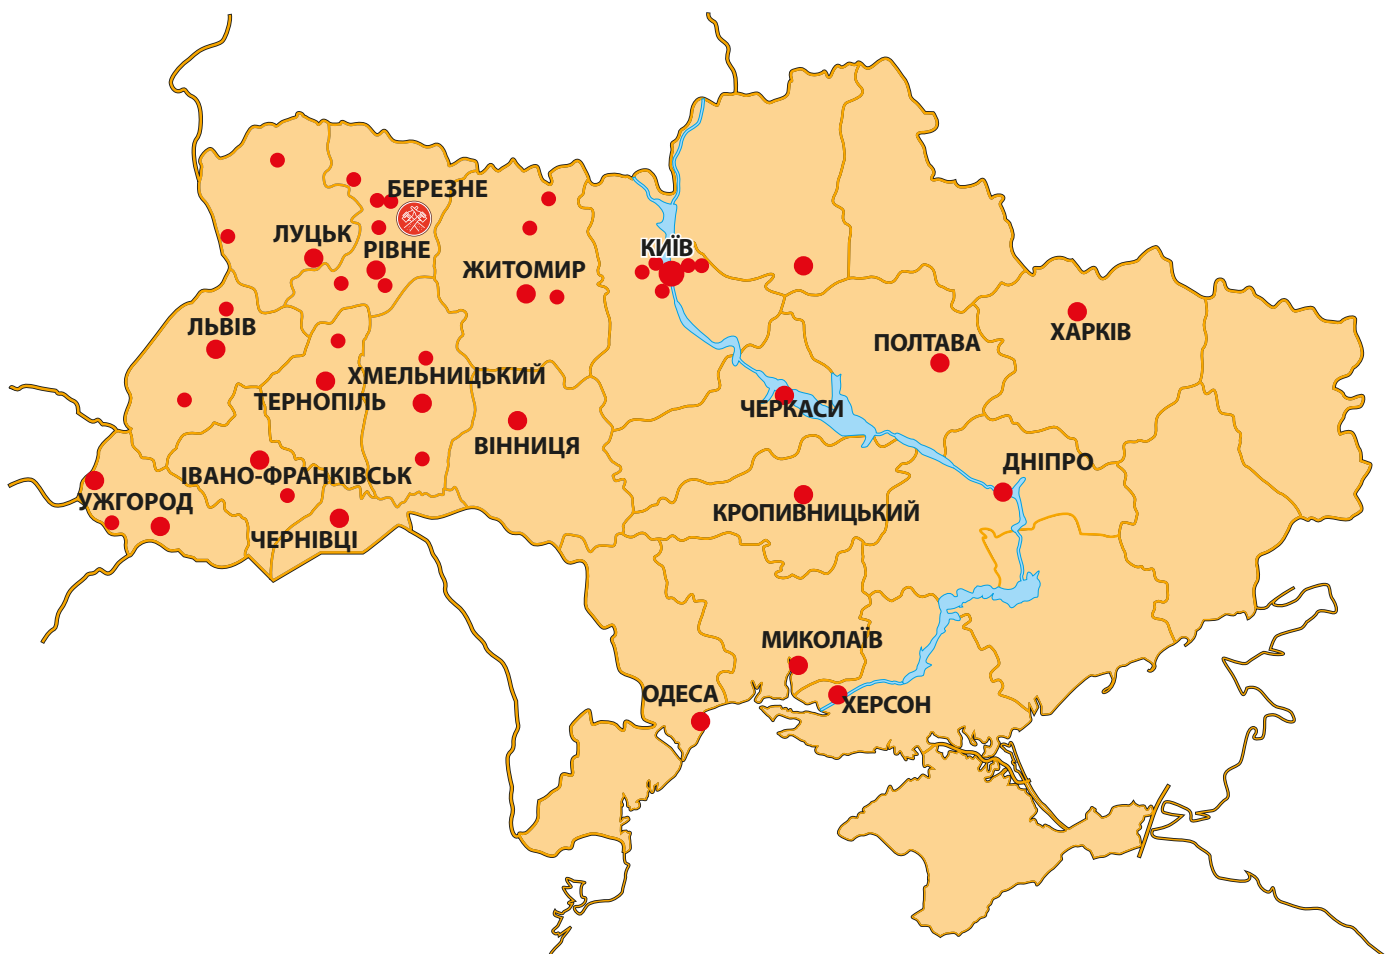 БЕРЕЗНЕ
ЛУЦЬК
РІВНЕ
КИЇВ
ЖИТОМИР
ЛЬВІВ
ХАРКІВ
ПОЛТАВА
ХМЕЛЬНИЦЬКИЙ
ТЕРНОПІЛЬ
ЧЕРКАСИ
ВІННИЦЯ
ДНІПРО
ІВАНО-ФРАНКІВСЬК
УЖГОРОД
КРОПИВНИЦЬКИЙ
ЧЕРНІВЦІ
МИКОЛАЇВ
ОДЕСА
ХЕРСОН